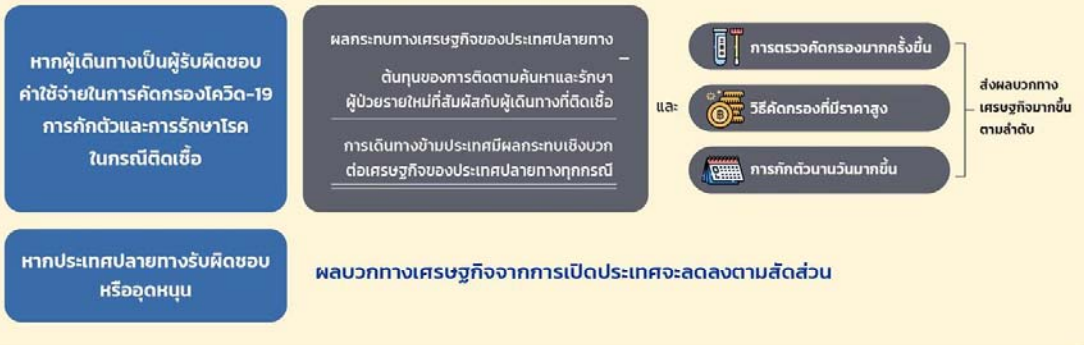 หากผู้เดินทางเป็นผู้รับผิดชอบ
ค่าใช้จ่ายในการคัดกรองโควิด-19
การกักตัวและการรักษาโรค
ในกรณีติดเชื้อ
ผลกระทบทางเศรษฐกิจของประเทศปลายทาง
–
ต้นทุนของการติดตามค้นหาและรักษา
ผู้ป่วยรายใหม่ที่สัมผัสกับผู้เดินทางที่ติดเชื้อ
การเดินทางข้ามประเทศมีผลกระทบเชิงบวก
ต่อเศรษฐกิจของประเทศปลายทางทุกกรณี
และ
การตรวจคัดกรองมากครั้งขึ้น
วิธีคัดกรองที่มีราคาสูง
การกักตัวนานวันมากขึ้น
ส่งผลบวกทาง
เศรษฐกิจมากขึ้น
ตามลำดับ
หากประเทศปลายทางรับผิดชอบ
หรืออุดหนุน
ผลบวกทางเศรษฐกิจจากการเปิดประเทศจะลดลงตามสัดส่วน